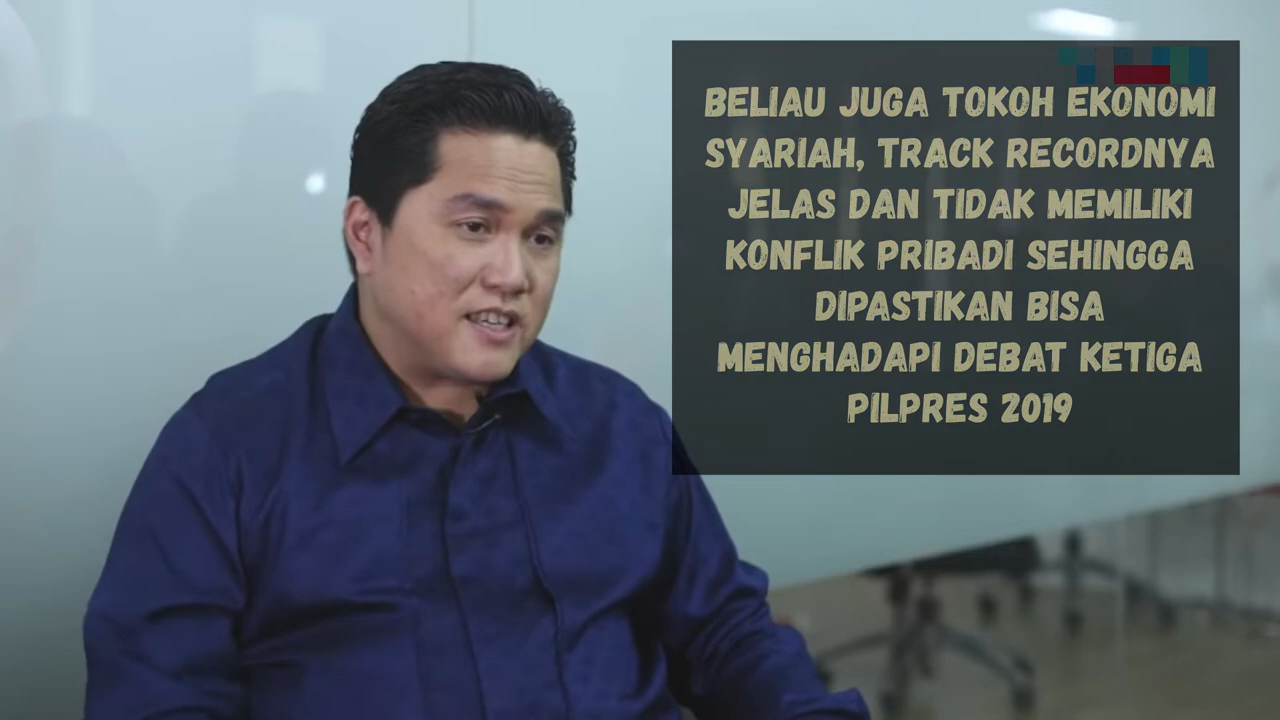 BELIAU JUGA TOKOH EKONOMI
SYARIAH, TRACK RECORDNYA
JELAS DAN TIDAK MEMILIKI
KONFLIK PRIBADI SEHINGGA
DIPASTIKAN BISA
MENGHADAPI DEBAT KETIGA
PILPRES 2019